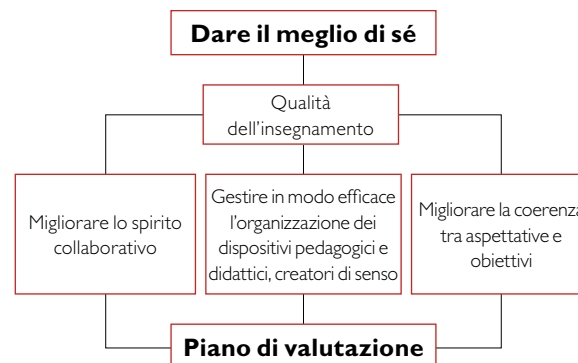 Dare il meglio di sé
Qualità
dell’insegnamento
Migliorare lo spirito
collaborativo
Gestire in modo efficace
l’organizzazione dei
dispositivi pedagogici e
didattici, creatori di senso
Migliorare la coerenza
tra aspettative e
obiettivi
Piano di valutazione